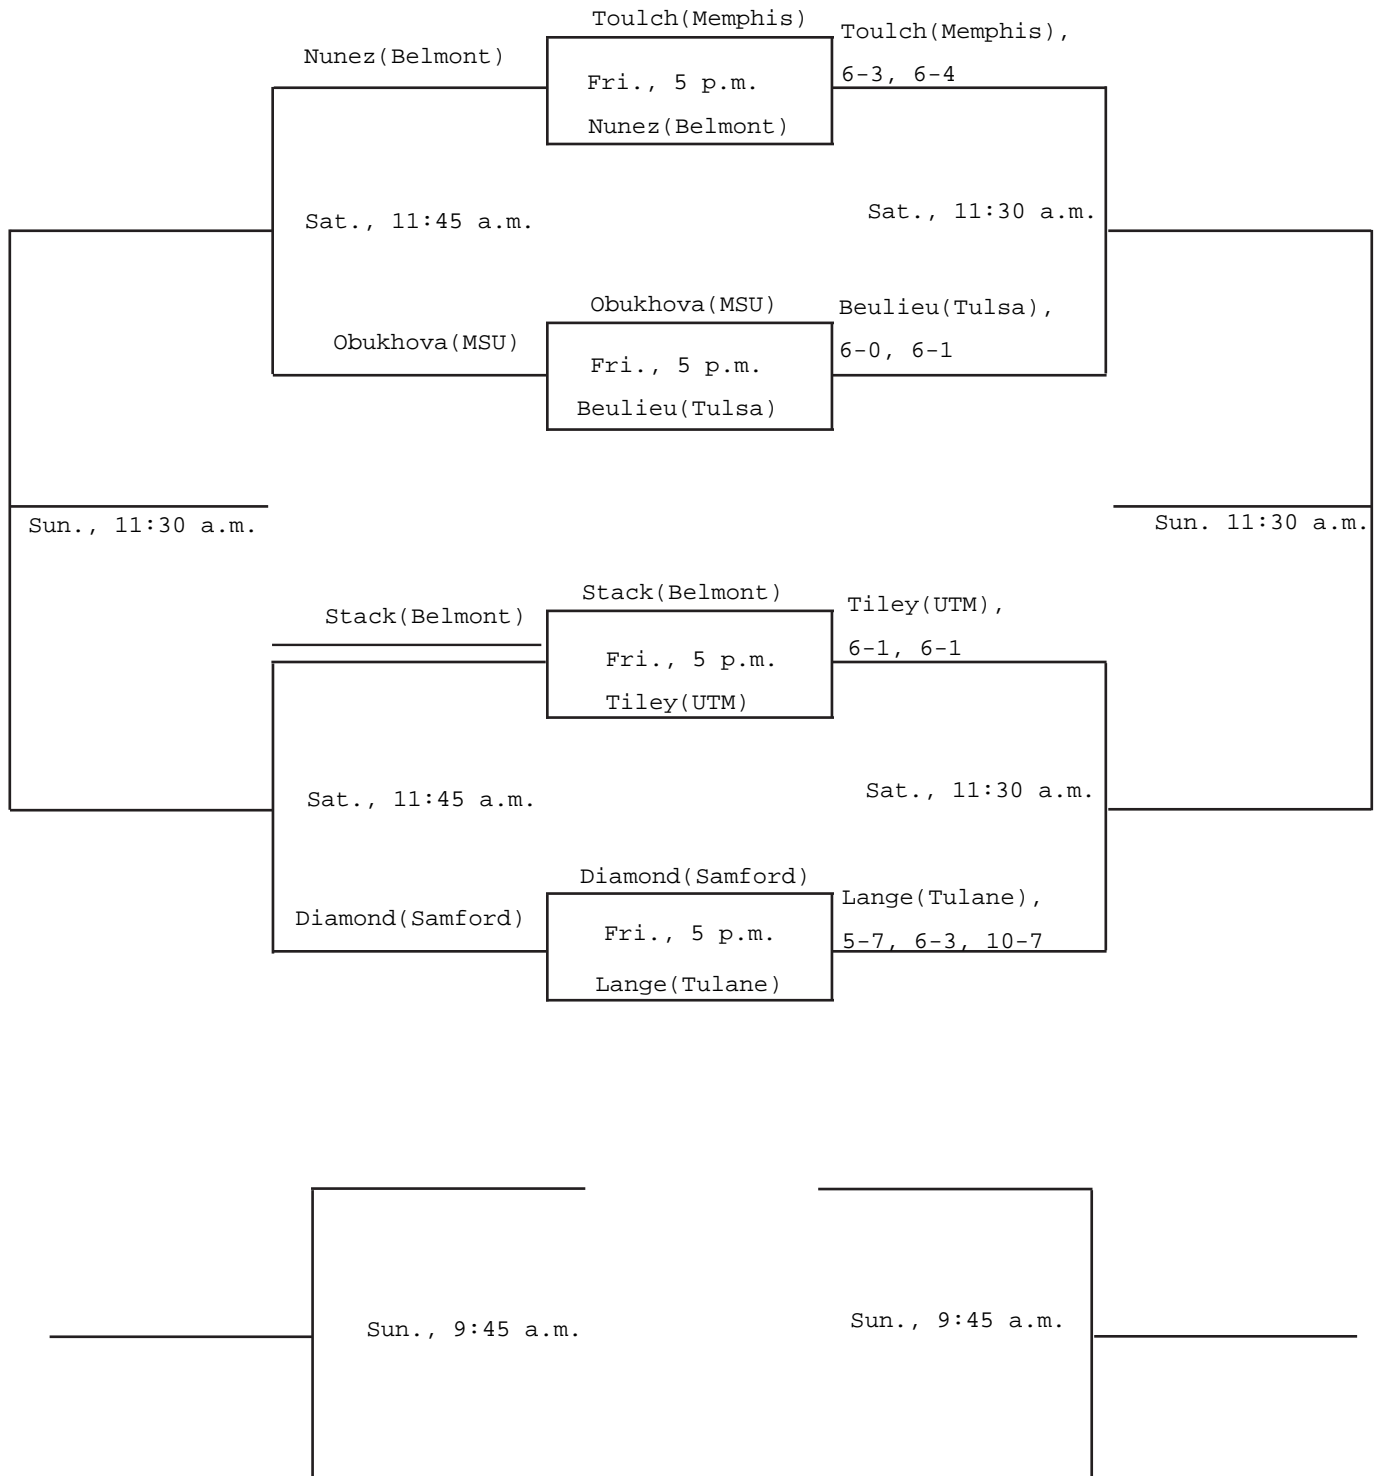 Toulch(Memphis)
Nunez(Belmont)
Fri., 5 p.m.
Nunez(Belmont)
Toulch(Memphis),
6-3, 6-4
Sat., 11:45 a.m.
Sat., 11:30 a.m.
Obukhova(MSU)
Obukhova(MSU)
Fri., 5 p.m.
Beulieu(Tulsa)
Beulieu(Tulsa),
6-0, 6-1
Sun., 11:30 a.m.
Sun. 11:30 a.m.
Stack(Belmont)
Stack(Belmont)
Fri., 5 p.m.
Tiley(UTM)
Tiley(UTM),
6-1, 6-1
Sat., 11:45 a.m.
Sat., 11:30 a.m.
Diamond(Samford)
Diamond(Samford)
Fri., 5 p.m.
Lange(Tulane)
Lange(Tulane),
5-7, 6-3, 10-7
Sun., 9:45 a.m.
Sun., 9:45 a.m.